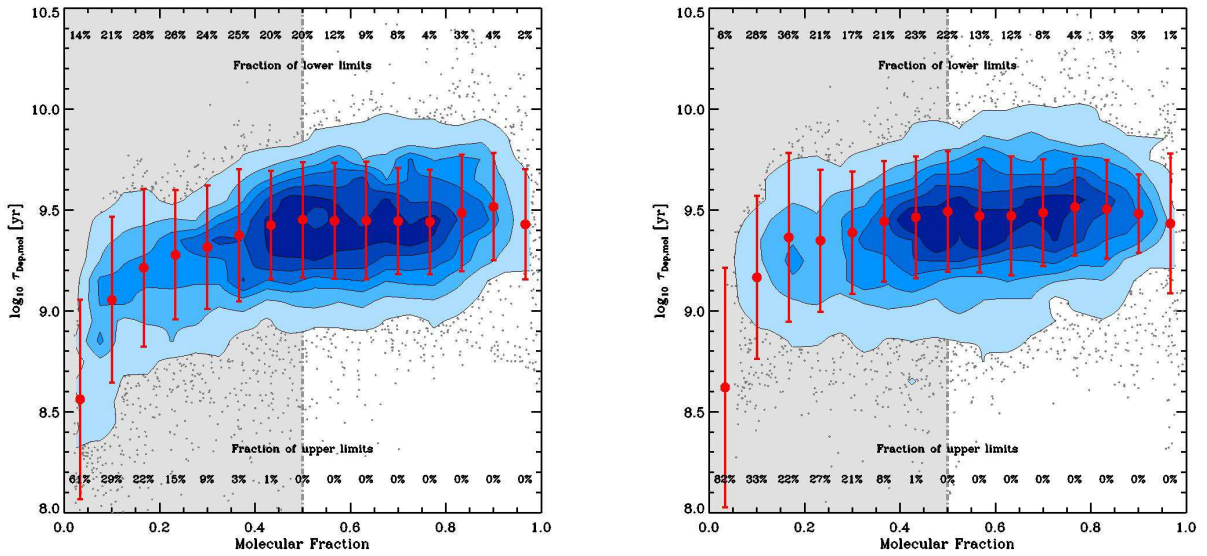 10.5
14% 21% 28% 26% 24% 25% 20% 20% 12% 9% 8% 4% 3% 4% 2%
Fraction of lower limits
10.0
9.5
9.0
8.5
8.0
log₁₀ τDep,mol [yr]
Fraction of upper limits
61% 29% 22% 15% 9% 3% 1% 0% 0% 0% 0% 0% 0% 0% 0%
0.0 0.2 0.4 0.6 0.8 1.0
Molecular Fraction
10.5
8% 28% 36% 21% 17% 21% 23% 22% 13% 12% 8% 4% 3% 3% 1%
Fraction of lower limits
10.0
9.5
9.0
8.5
8.0
log₁₀ τDep,mol [yr]
Fraction of upper limits
82% 33% 22% 27% 21% 8% 1% 0% 0% 0% 0% 0% 0% 0% 0%
0.0 0.2 0.4 0.6 0.8 1.0
Molecular Fraction